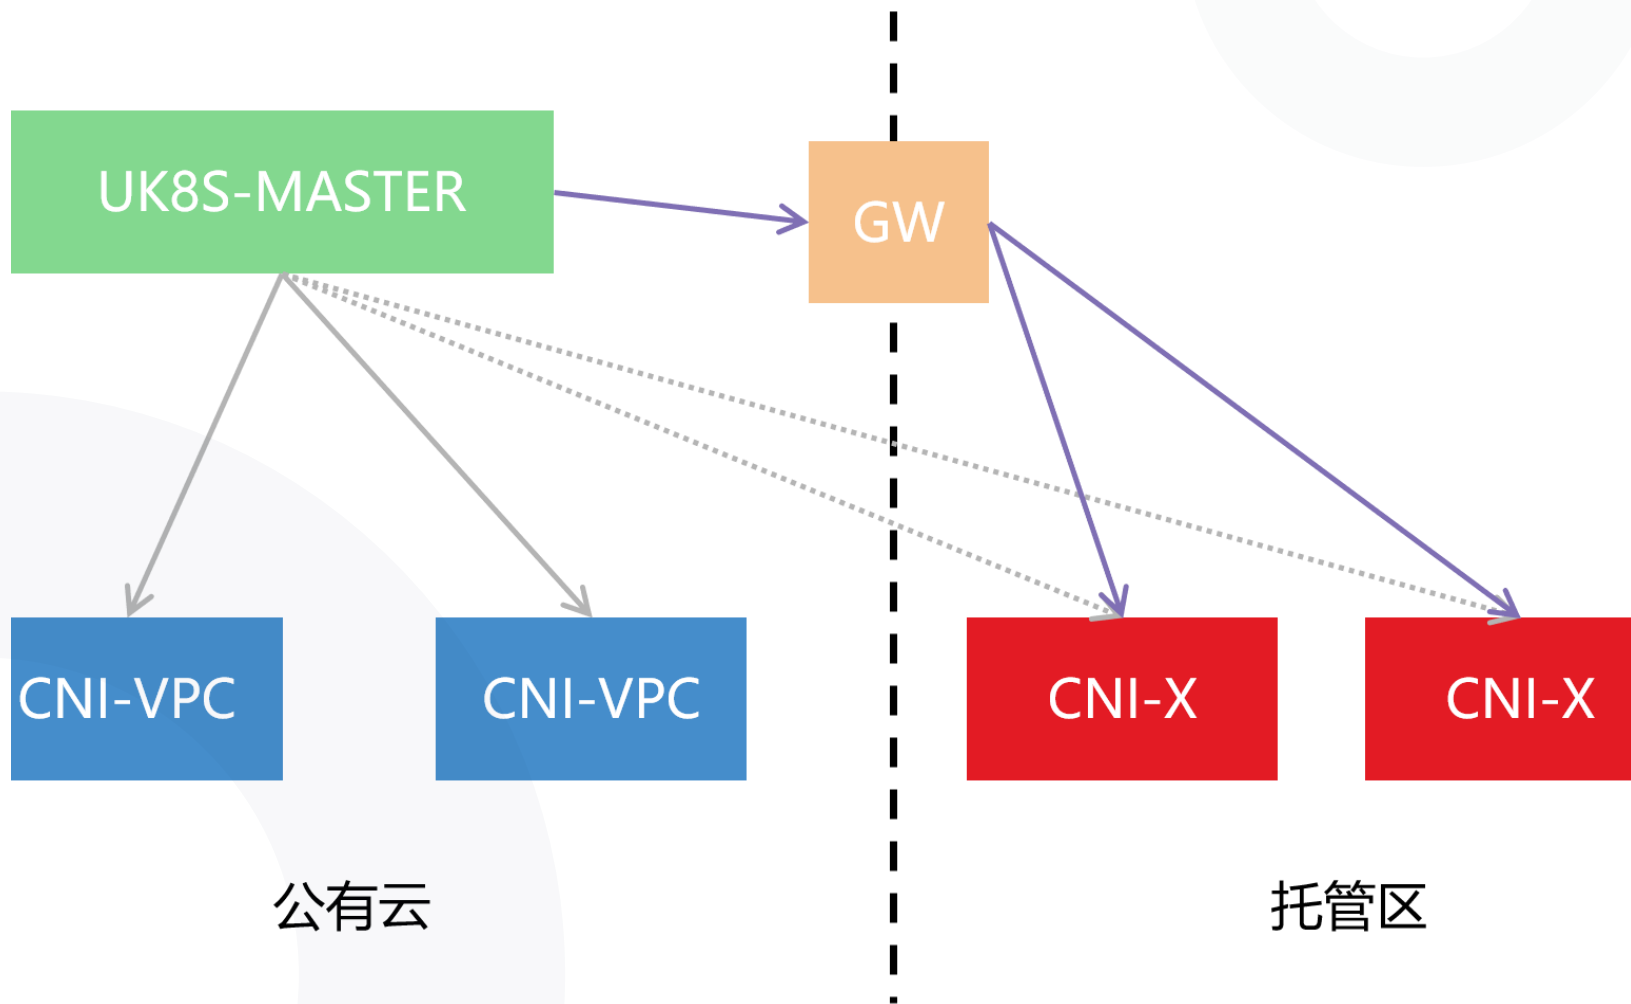 UK8S-MASTER
GW
CNI-VPC
CNI-VPC
CNI-X
CNI-X
公有云
托管区